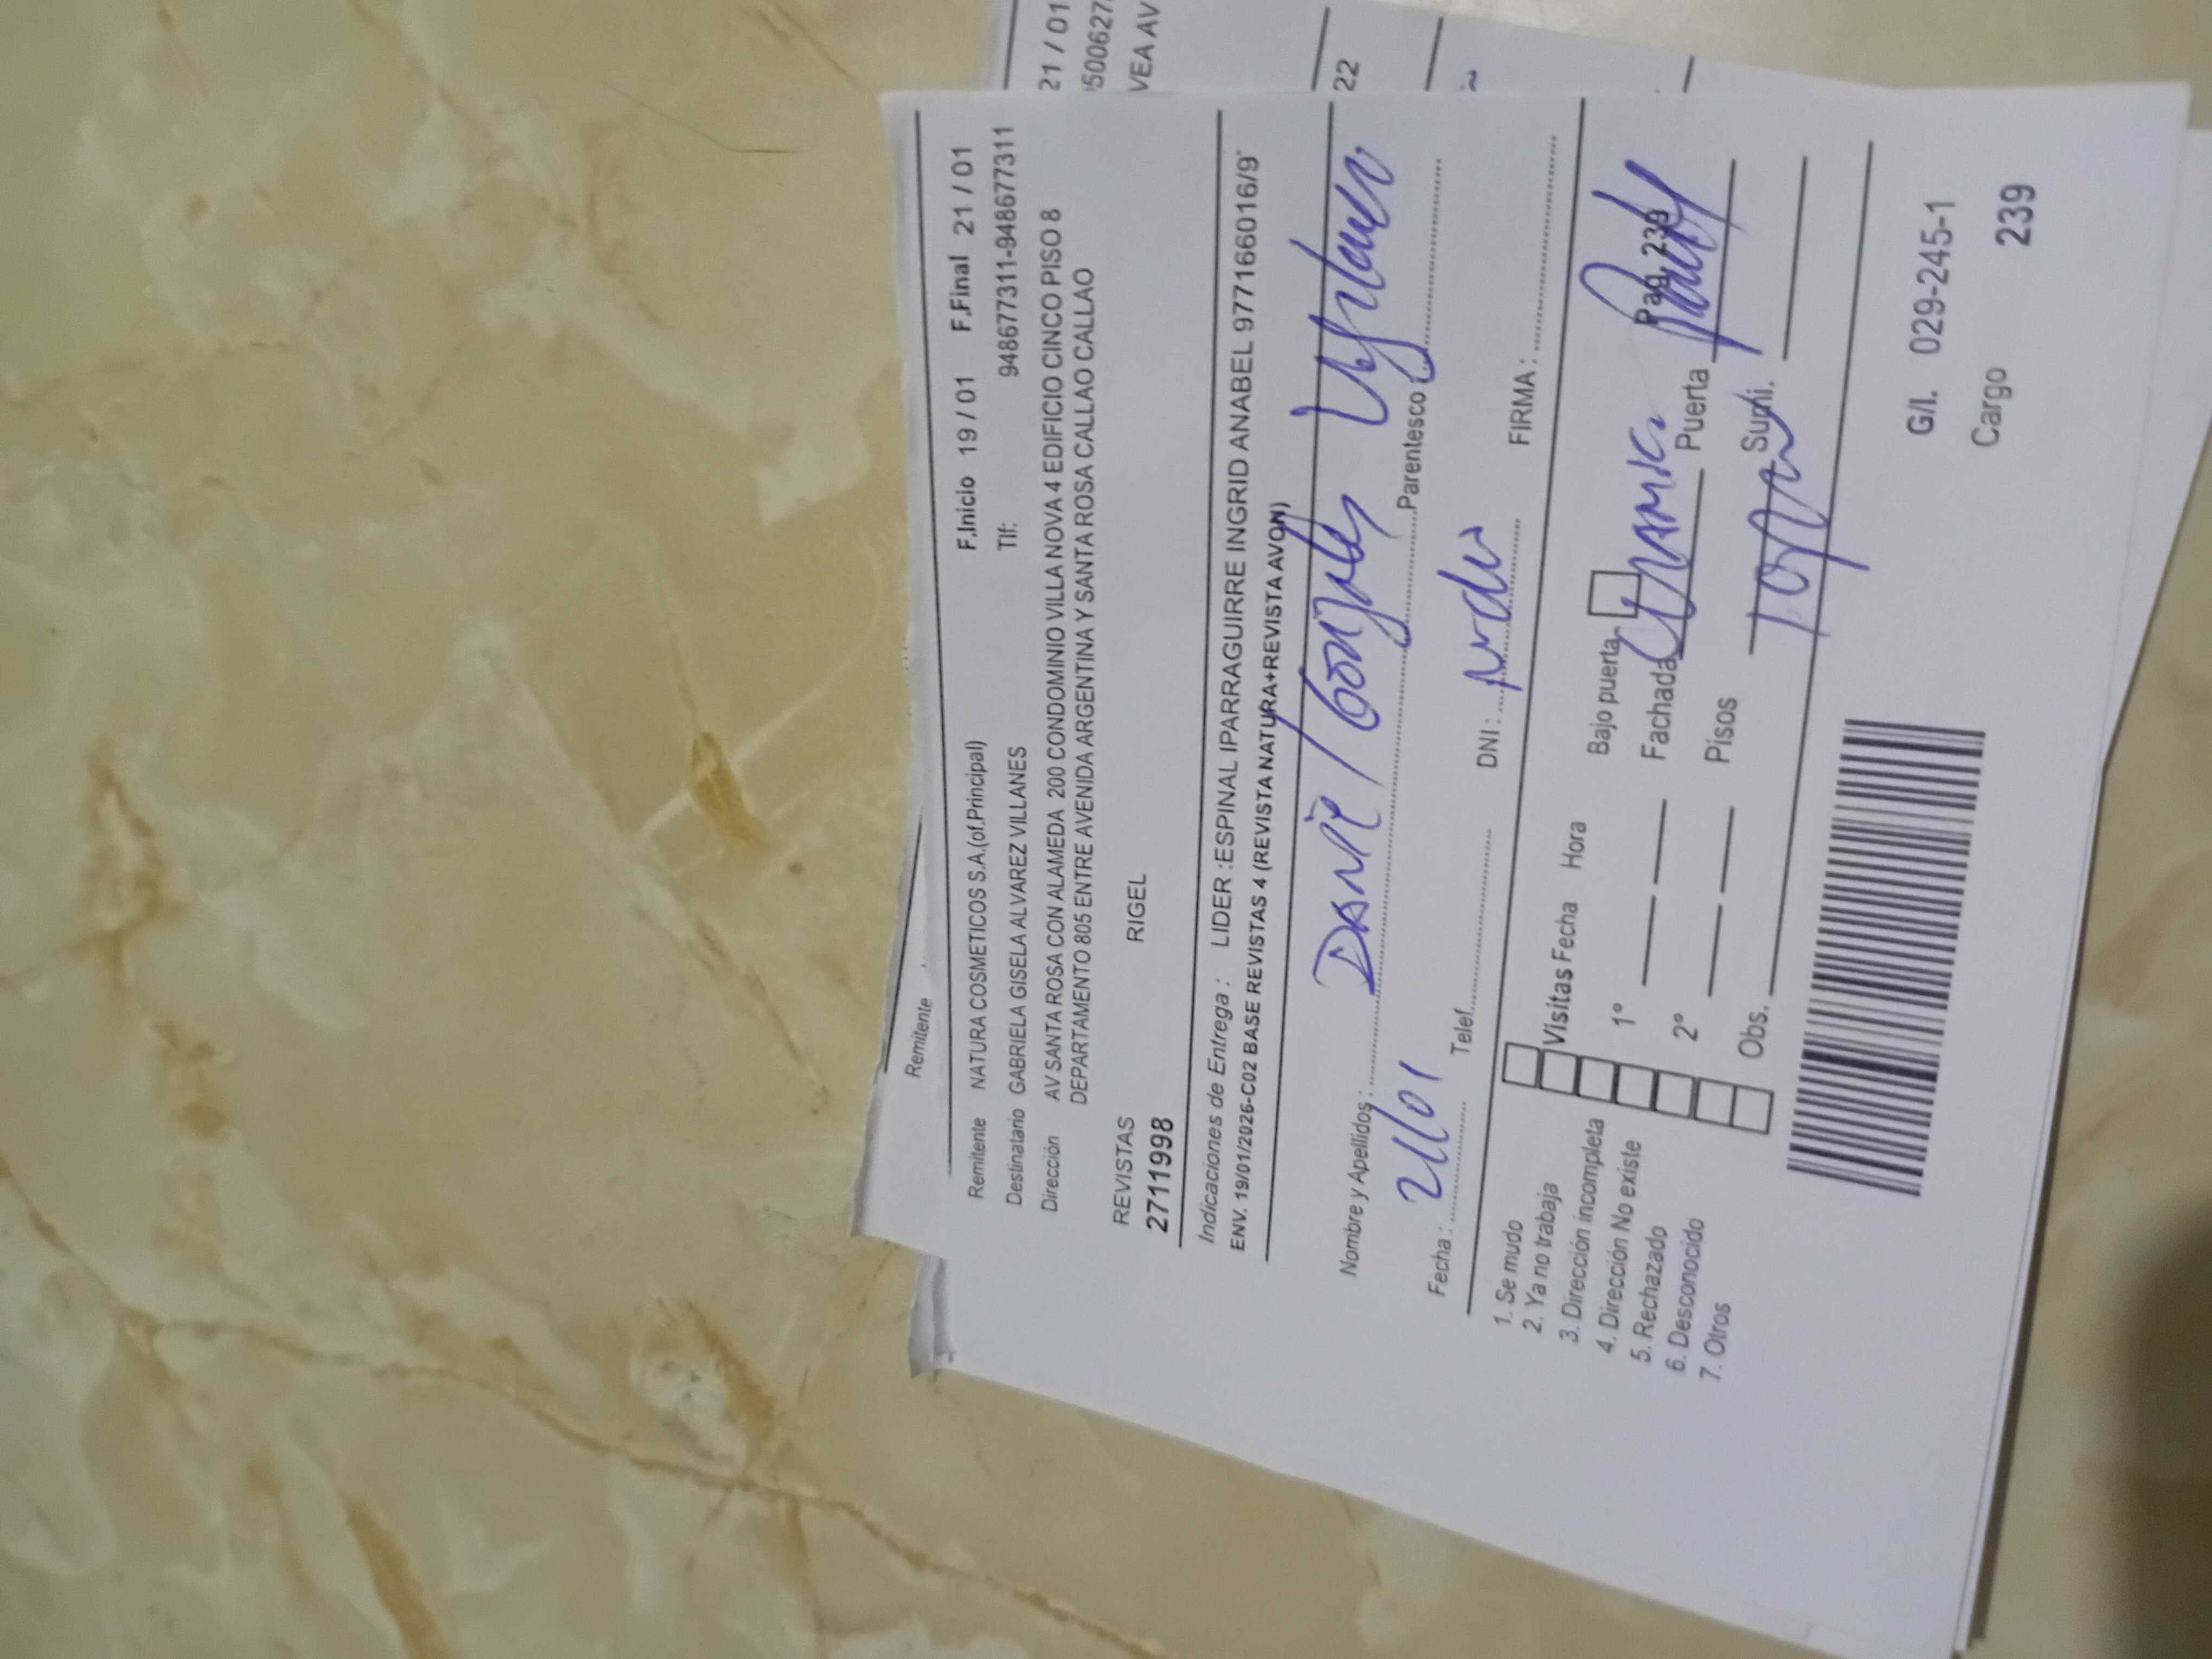 21 / 01
5006272
VEA AV
22
Remitente
Remitente NATURA COSMETICOS S.A.(of.Principal) F.Inicio 19 / 01 F.Final 21 / 01
Destinatario GABRIELA GISELA ALVAREZ VILLANES Tlf: 948677311-948677311
Dirección AV SANTA ROSA CON ALAMEDA 200 CONDOMINIO VILLA NOVA 4 EDIFICIO CINCO PISO 8
DEPARTAMENTO 805 ENTRE AVENIDA ARGENTINA Y SANTA ROSA CALLAO CALLAO CALLAO
REVISTAS RIGEL
2711998
Indicaciones de Entrega : LIDER :ESPINAL IPARRAGUIRRE INGRID ANABEL 977166016/9
ENV. 19/01/2026-C02 BASE REVISTAS 4 (REVISTA NATURA+REVISTA AVON)
Nombre y Apellidos : Daniel Gonzales Parentesco
Fecha : 21/01 Telef. DNI : FIRMA :
1. Se mudo
2. Ya no trabaja
3. Dirección incompleta
4. Dirección No existe
5. Rechazado
6. Desconocido
7. Otros
Visitas Fecha Hora Bajo puerta
1° Fachada Puerta Pag. 239
2° Pisos Sumi.
Obs.
G/I. 029-245-1
Cargo 239